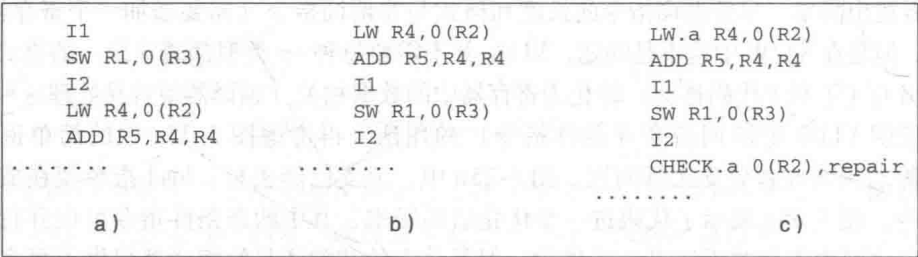 I1
SW R1,0(R3)
I2
LW R4,0(R2)
ADD R5,R4,R4
...............
a)
LW R4,0(R2)
ADD R5,R4,R4
I1
SW R1,0(R3)
I2
...........
b)
LW.a R4,0(R2)
ADD R5,R4,R4
I1
SW R1,0(R3)
I2
CHECK.a 0(R2),repair
........
c)